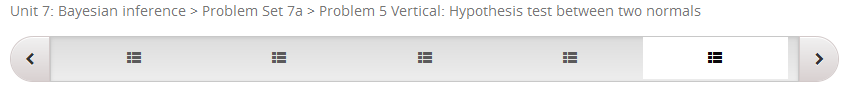 Unit 7: Bayesian inference > Problem Set 7a > Problem 5 Vertical: Hypothesis test between two normals